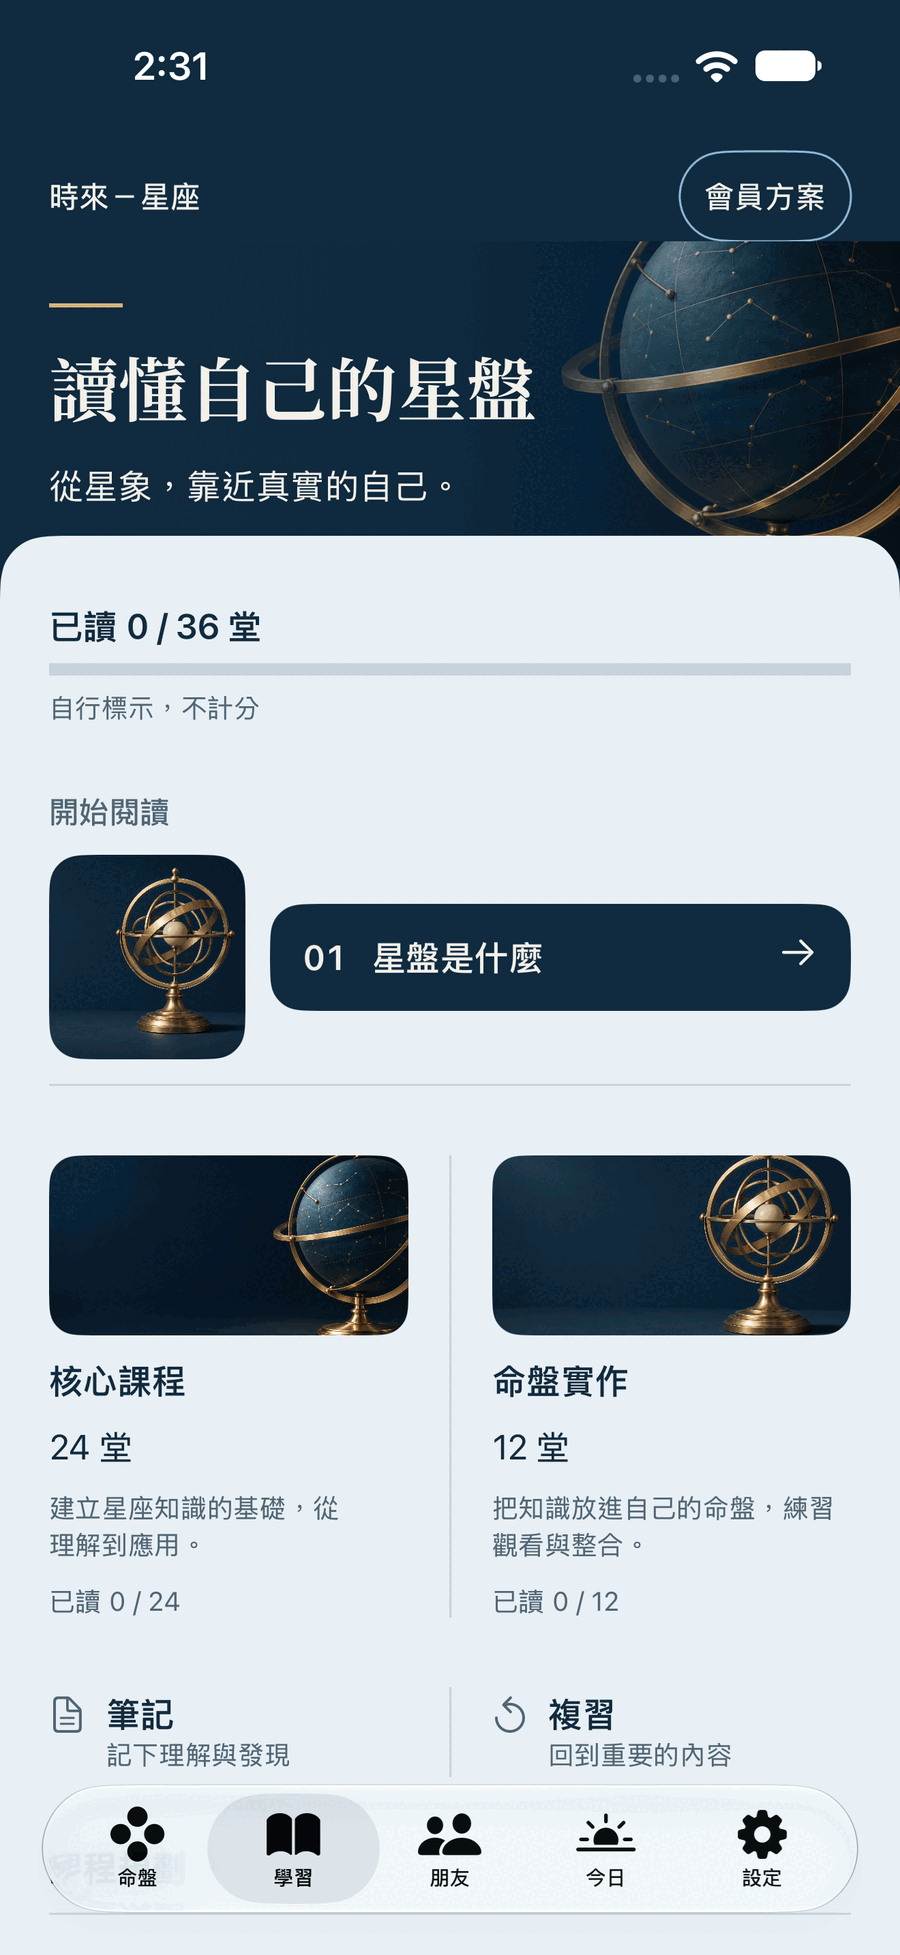 2:31
時來－星座
會員方案
讀懂自己的星盤
從星象，靠近真實的自己。
已讀 0 / 36 堂
自行標示，不計分
開始閱讀
01 星盤是什麼
核心課程
24 堂
建立星座知識的基礎，從
理解到應用。
已讀 0 / 24
命盤實作
12 堂
把知識放進自己的命盤，練習
觀看與整合。
已讀 0 / 12
筆記
記下理解與發現
複習
回到重要的內容
命盤
學習
朋友
今日
設定